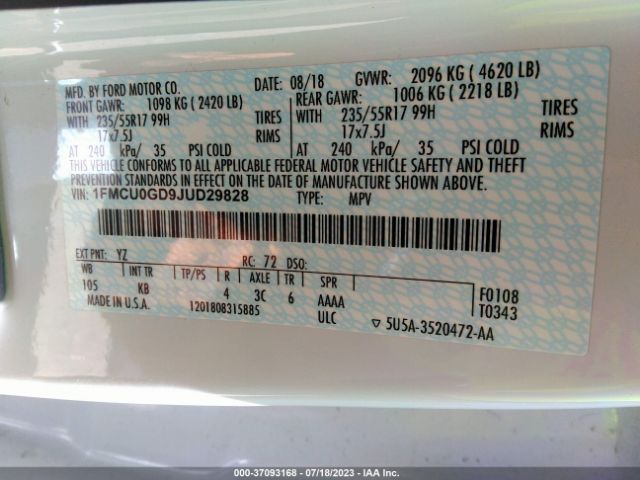 MFD. BY FORD MOTOR CO. DATE: 08/18 GVWR: 2096 KG ( 4620 LB)
FRONT GAWR: 1098 KG ( 2420 LB) REAR GAWR: 1006 KG ( 2218 LB)
WITH 235/55R17 99H TIRES WITH 235/55R17 99H TIRES
17x7.5J RIMS 17x7.5J RIMS
AT 240 kPa/ 35 PSI COLD AT 240 kPa/ 35 PSI COLD
THIS VEHICLE CONFORMS TO ALL APPLICABLE FEDERAL MOTOR VEHICLE SAFETY AND THEFT
PREVENTION STANDARDS IN EFFECT ON THE DATE OF MANUFACTURE SHOWN ABOVE.
VIN: 1FMCU0GD9JUD29828 TYPE: MPV
EXT PNT: YZ RC: 72 DSO:
WB INT TR TP/PS R AXLE TR SPR
105 KB 4 3C 6 AAAA F0108
MADE IN U.S.A. 1201808315885 ULC ▽ 5U5A-3520472-AA T0343
000-37093168 - 07/18/2023 - IAA Inc.